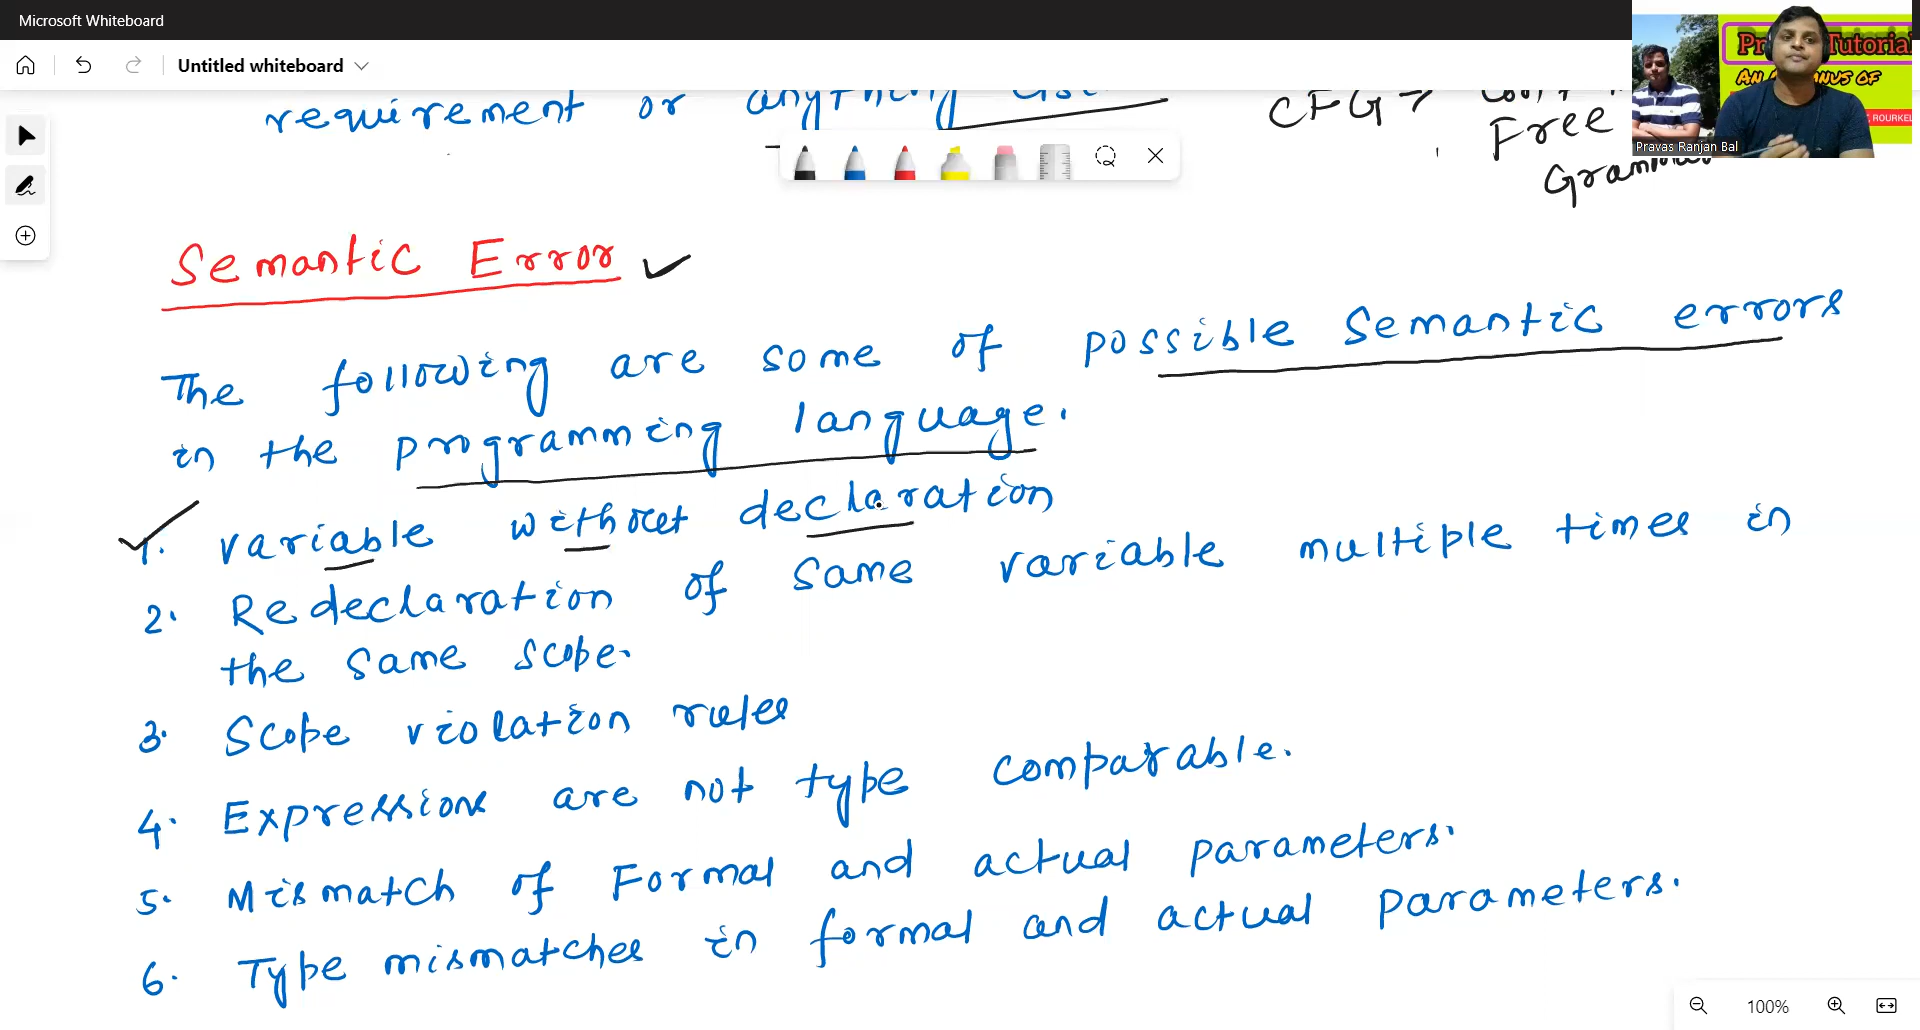 Microsoft Whiteboard
Untitled whiteboard
requirement or anything
CFG →
Free
Grammar
Pravas Ranjan Bal
Semantic Error
The following are some of possible semantic errors
in the programming language.
1. variable without declaration
2. Redeclaration of same variable multiple times in
the same scope.
3. Scope violation rules
4. Expressions are not type comparable.
5. Mismatch of Formal and actual parameters.
6. Type mismatches in formal and actual parameters.
100%